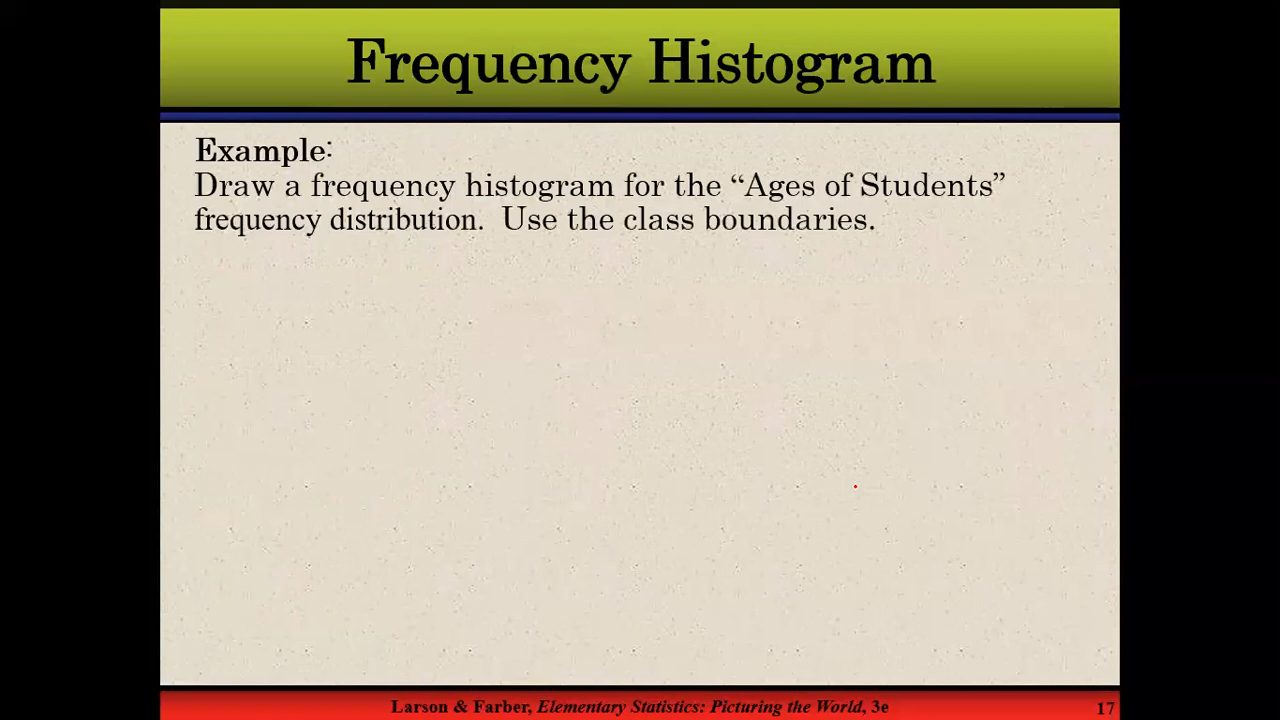 Frequency Histogram
Example:
Draw a frequency histogram for the “Ages of Students”
frequency distribution. Use the class boundaries.
Larson & Farber, Elementary Statistics: Picturing the World, 3e
17